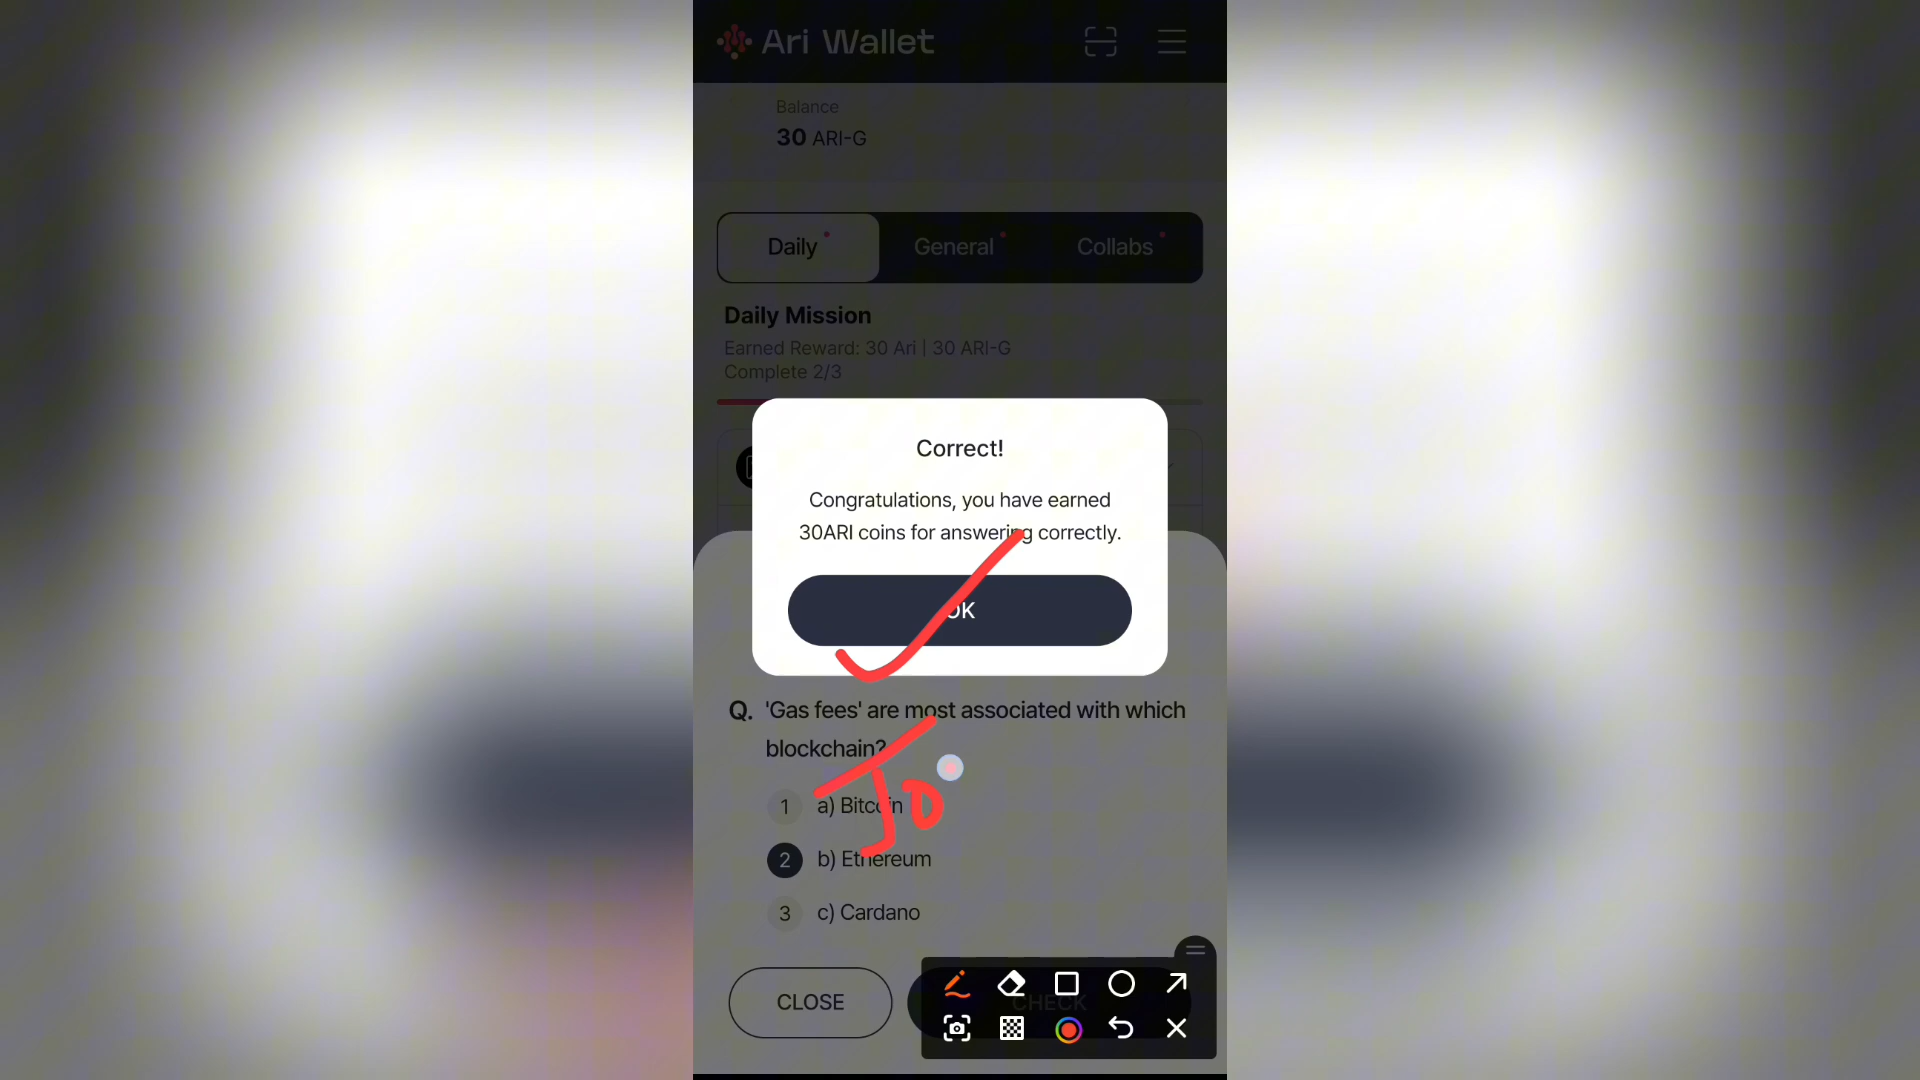 Ari Wallet
Balance
30 ARI-G
Daily General Collabs
Daily Mission
Earned Reward: 30 Ari | 30 ARI-G
Complete 2/3
Correct!
Congratulations, you have earned
30ARI coins for answering correctly.
OK
Q. 'Gas fees' are most associated with which
blockchain?
Jo
1 a) Bitcoin
2 b) Ethereum
3 c) Cardano
CLOSE CHECK